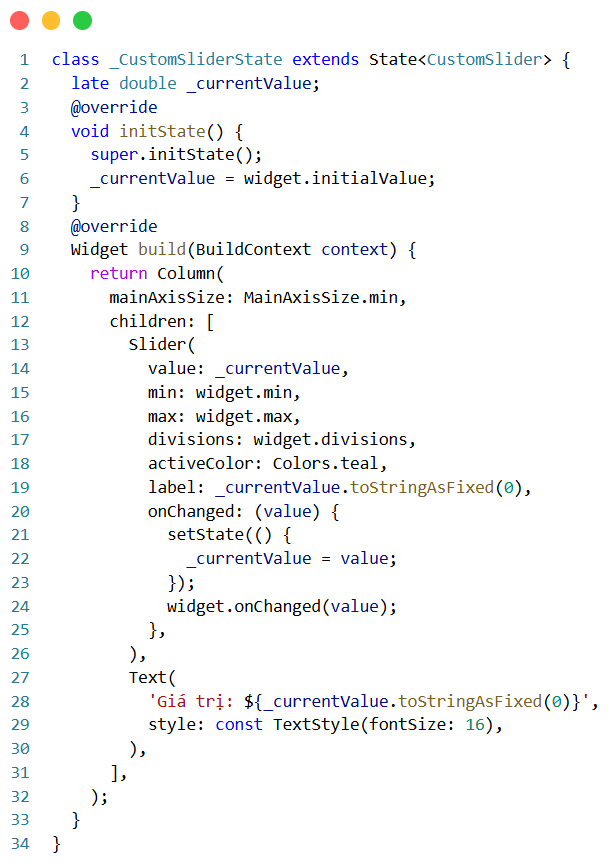 1 class _CustomSliderState extends State<CustomSlider> {
2   late double _currentValue;
3   @override
4   void initState() {
5     super.initState();
6     _currentValue = widget.initialValue;
7   }
8   @override
9   Widget build(BuildContext context) {
10     return Column(
11       mainAxisSize: MainAxisSize.min,
12       children: [
13         Slider(
14           value: _currentValue,
15           min: widget.min,
16           max: widget.max,
17           divisions: widget.divisions,
18           activeColor: Colors.teal,
19           label: _currentValue.toStringAsFixed(0),
20           onChanged: (value) {
21             setState(() {
22               _currentValue = value;
23             });
24             widget.onChanged(value);
25           },
26         ),
27         Text(
28           'Giá trị: ${_currentValue.toStringAsFixed(0)}',
29           style: const TextStyle(fontSize: 16),
30         ),
31       ],
32     );
33   }
34 }